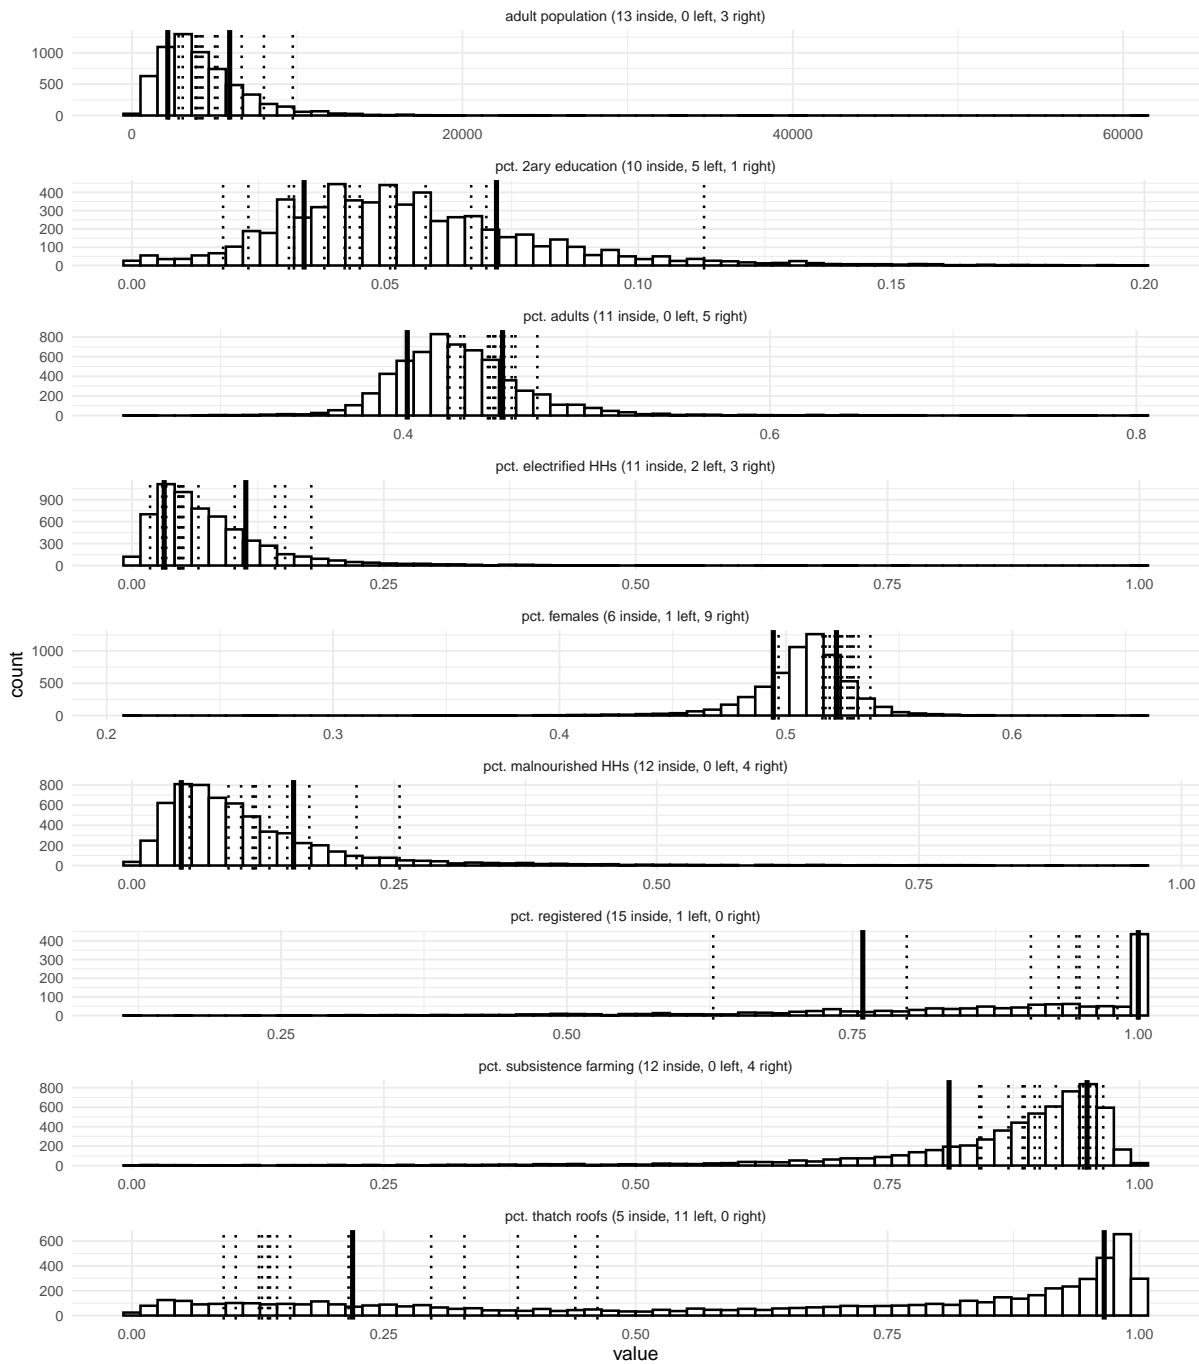 adult population (13 inside, 0 left, 3 right)
1000
500
0
0 20000 40000 60000
pct. 2ary education (10 inside, 5 left, 1 right)
400
300
200
100
0
0.00 0.05 0.10 0.15 0.20
pct. adults (11 inside, 0 left, 5 right)
800
600
400
200
0
0.4 0.6 0.8
pct. electrified HHs (11 inside, 2 left, 3 right)
900
600
300
0
0.00 0.25 0.50 0.75 1.00
pct. females (6 inside, 1 left, 9 right)
1000
500
0
0.2 0.3 0.4 0.5 0.6
count
pct. malnourished HHs (12 inside, 0 left, 4 right)
800
600
400
200
0
0.00 0.25 0.50 0.75 1.00
pct. registered (15 inside, 1 left, 0 right)
400
300
200
100
0
0.25 0.50 0.75 1.00
pct. subsistence farming (12 inside, 0 left, 4 right)
800
600
400
200
0
0.00 0.25 0.50 0.75 1.00
pct. thatch roofs (5 inside, 11 left, 0 right)
600
400
200
0
0.00 0.25 0.50 0.75 1.00
value